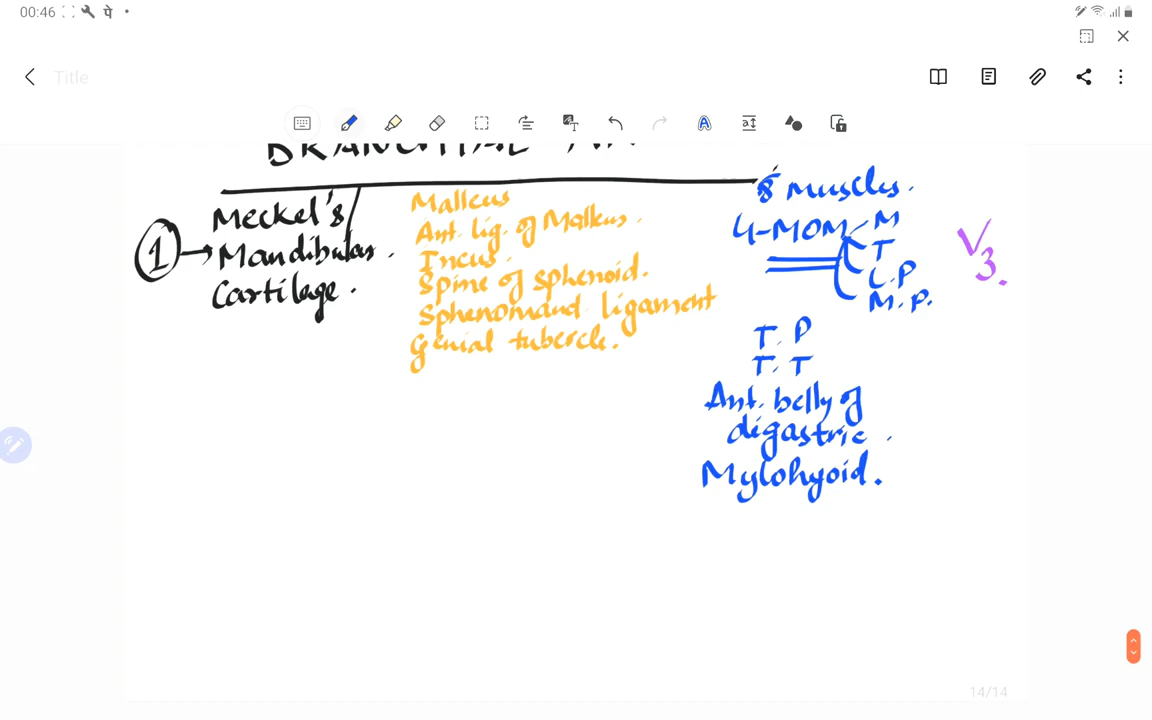 00:46
Title
Meckel's/
① → Mandibular.
Cartilage.
Malleus
Ant. lig. of Malleus.
Incus.
Spine of sphenoid.
Sphenomand ligament
Genial tubercle.
8 Muscles.
4-MOM
M
T
L.P
M.P.
V3.
T.P
T.T
Ant. belly of
digastric.
Mylohyoid.
14/14